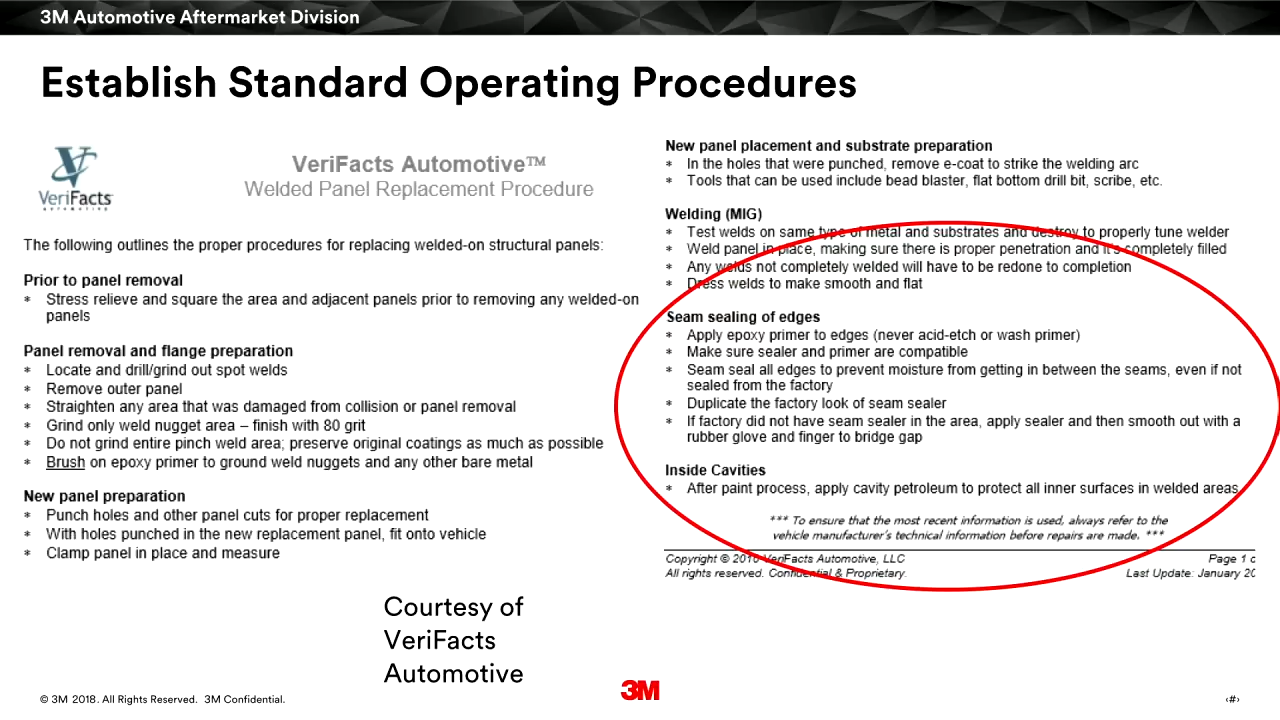 3M Automotive Aftermarket Division
Establish Standard Operating Procedures
VeriFacts
AUTOMOTIVE
VeriFacts Automotive™
Welded Panel Replacement Procedure
The following outlines the proper procedures for replacing welded-on structural panels:
Prior to panel removal
* Stress relieve and square the area and adjacent panels prior to removing any welded-on
panels
Panel removal and flange preparation
* Locate and drill/grind out spot welds
* Remove outer panel
* Straighten any area that was damaged from collision or panel removal
* Grind only weld nugget area – finish with 80 grit
* Do not grind entire pinch weld area; preserve original coatings as much as possible
* Brush on epoxy primer to ground weld nuggets and any other bare metal
New panel preparation
* Punch holes and other panel cuts for proper replacement
* With holes punched in the new replacement panel, fit onto vehicle
* Clamp panel in place and measure
New panel placement and substrate preparation
* In the holes that were punched, remove e-coat to strike the welding arc
* Tools that can be used include bead blaster, flat bottom drill bit, scribe, etc.
Welding (MIG)
* Test welds on same type of metal and substrates and destroy to properly tune welder
* Weld panel in place, making sure there is proper penetration and it's completely filled
* Any welds not completely welded will have to be redone to completion
* Dress welds to make smooth and flat
Seam sealing of edges
* Apply epoxy primer to edges (never acid-etch or wash primer)
* Make sure sealer and primer are compatible
* Seam seal all edges to prevent moisture from getting in between the seams, even if not
sealed from the factory
* Duplicate the factory look of seam sealer
* If factory did not have seam sealer in the area, apply sealer and then smooth out with a
rubber glove and finger to bridge gap
Inside Cavities
* After paint process, apply cavity petroleum to protect all inner surfaces in welded areas
*** To ensure that the most recent information is used, always refer to the
vehicle manufacturer's technical information before repairs are made. ***
Copyright © 2010 VeriFacts Automotive, LLC
Page 1 o
All rights reserved. Confidential & Proprietary.
Last Update: January 20
Courtesy of
VeriFacts
Automotive
© 3M 2018. All Rights Reserved. 3M Confidential.
3M
‹#›